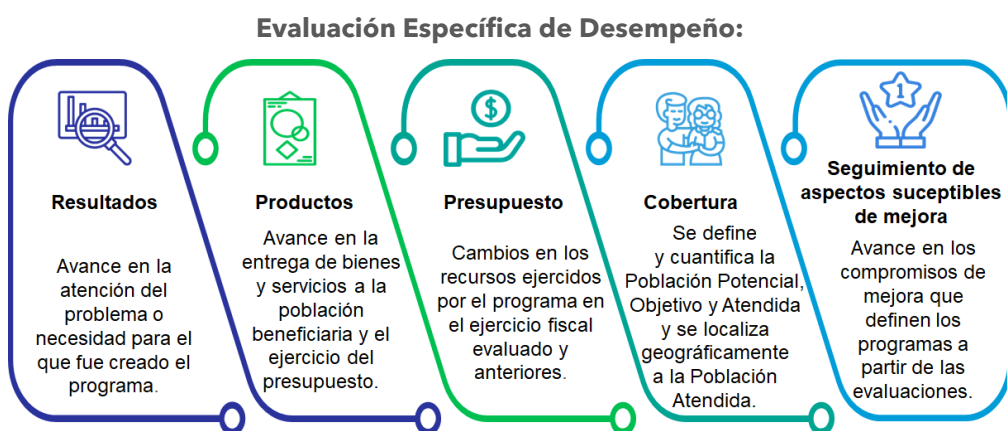 Evaluación Específica de Desempeño:
$
1
Resultados
Avance en la
atención del
problema o
necesidad para el
que fue creado el
programa.
Productos
Avance en la
entrega de bienes
y servicios a la
población
beneficiaria y el
ejercicio del
presupuesto.
Presupuesto
Cambios en los
recursos ejercidos
por el programa en
el ejercicio fiscal
evaluado y
anteriores.
Cobertura
Se define
y cuantifica la
Población Potencial,
Objetivo y Atendida
y se localiza
geográficamente
a la Población
Atendida.
Seguimiento de
aspectos suceptibles
de mejora
Avance en los
compromisos de
mejora que
definen los
programas a
partir de las
evaluaciones.